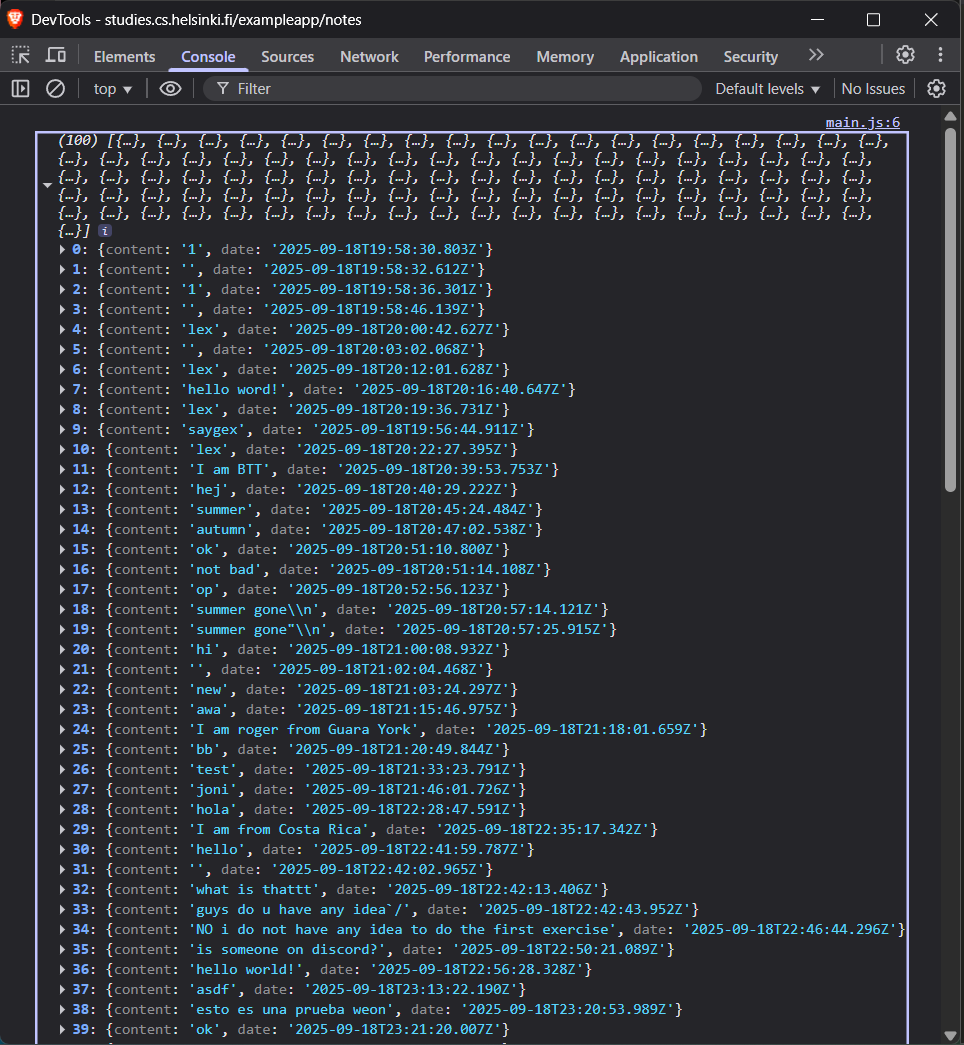 DevTools - studies.cs.helsinki.fi/exampleapp/notes
Elements Console Sources Network Performance Memory Application Security
top Filter Default levels No Issues
main.js:6
(100) [{…}, {…}, {…}, {…}, {…}, {…}, {…}, {…}, {…}, {…}, {…}, {…}, {…}, {…}, {…}, {…}, {…}, {…}, {…},
{…}, {…}, {…}, {…}, {…}, {…}, {…}, {…}, {…}, {…}, {…}, {…}, {…}, {…}, {…}, {…}, {…}, {…}, {…}, {…},
{…}, {…}, {…}, {…}, {…}, {…}, {…}, {…}, {…}, {…}, {…}, {…}, {…}, {…}, {…}, {…}, {…}, {…}, {…}, {…},
{…}, {…}, {…}, {…}, {…}, {…}, {…}, {…}, {…}, {…}, {…}, {…}, {…}, {…}, {…}, {…}, {…}, {…}, {…}, {…},
{…}, {…}, {…}, {…}, {…}, {…}, {…}, {…}, {…}, {…}, {…}, {…}, {…}, {…}, {…}, {…}, {…}, {…}, {…}, {…},
{…}] i
0: {content: '1', date: '2025-09-18T19:58:30.803Z'}
1: {content: '', date: '2025-09-18T19:58:32.612Z'}
2: {content: '1', date: '2025-09-18T19:58:36.301Z'}
3: {content: '', date: '2025-09-18T19:58:46.139Z'}
4: {content: 'lex', date: '2025-09-18T20:00:42.627Z'}
5: {content: '', date: '2025-09-18T20:03:02.068Z'}
6: {content: 'lex', date: '2025-09-18T20:12:01.628Z'}
7: {content: 'hello word!', date: '2025-09-18T20:16:40.647Z'}
8: {content: 'lex', date: '2025-09-18T20:19:36.731Z'}
9: {content: 'saygex', date: '2025-09-18T19:56:44.911Z'}
10: {content: 'lex', date: '2025-09-18T20:22:27.395Z'}
11: {content: 'I am BTT', date: '2025-09-18T20:39:53.753Z'}
12: {content: 'hej', date: '2025-09-18T20:40:29.222Z'}
13: {content: 'summer', date: '2025-09-18T20:45:24.484Z'}
14: {content: 'autumn', date: '2025-09-18T20:47:02.538Z'}
15: {content: 'ok', date: '2025-09-18T20:51:10.800Z'}
16: {content: 'not bad', date: '2025-09-18T20:51:14.108Z'}
17: {content: 'op', date: '2025-09-18T20:52:56.123Z'}
18: {content: 'summer gone\\n', date: '2025-09-18T20:57:14.121Z'}
19: {content: 'summer gone"\\n', date: '2025-09-18T20:57:25.915Z'}
20: {content: 'hi', date: '2025-09-18T21:00:08.932Z'}
21: {content: '', date: '2025-09-18T21:02:04.468Z'}
22: {content: 'new', date: '2025-09-18T21:03:24.297Z'}
23: {content: 'awa', date: '2025-09-18T21:15:46.975Z'}
24: {content: 'I am roger from Guara York', date: '2025-09-18T21:18:01.659Z'}
25: {content: 'bb', date: '2025-09-18T21:20:49.844Z'}
26: {content: 'test', date: '2025-09-18T21:33:23.791Z'}
27: {content: 'joni', date: '2025-09-18T21:46:01.726Z'}
28: {content: 'hola', date: '2025-09-18T22:28:47.591Z'}
29: {content: 'I am from Costa Rica', date: '2025-09-18T22:35:17.342Z'}
30: {content: 'hello', date: '2025-09-18T22:41:59.787Z'}
31: {content: '', date: '2025-09-18T22:42:02.965Z'}
32: {content: 'what is thattt', date: '2025-09-18T22:42:13.406Z'}
33: {content: 'guys do u have any idea`/', date: '2025-09-18T22:42:43.952Z'}
34: {content: 'NO i do not have any idea to do the first exercise', date: '2025-09-18T22:46:44.296Z'}
35: {content: 'is someone on discord?', date: '2025-09-18T22:50:21.089Z'}
36: {content: 'hello world!', date: '2025-09-18T22:56:28.328Z'}
37: {content: 'asdf', date: '2025-09-18T23:13:22.190Z'}
38: {content: 'esto es una prueba weon', date: '2025-09-18T23:20:53.989Z'}
39: {content: 'ok', date: '2025-09-18T23:21:20.007Z'}